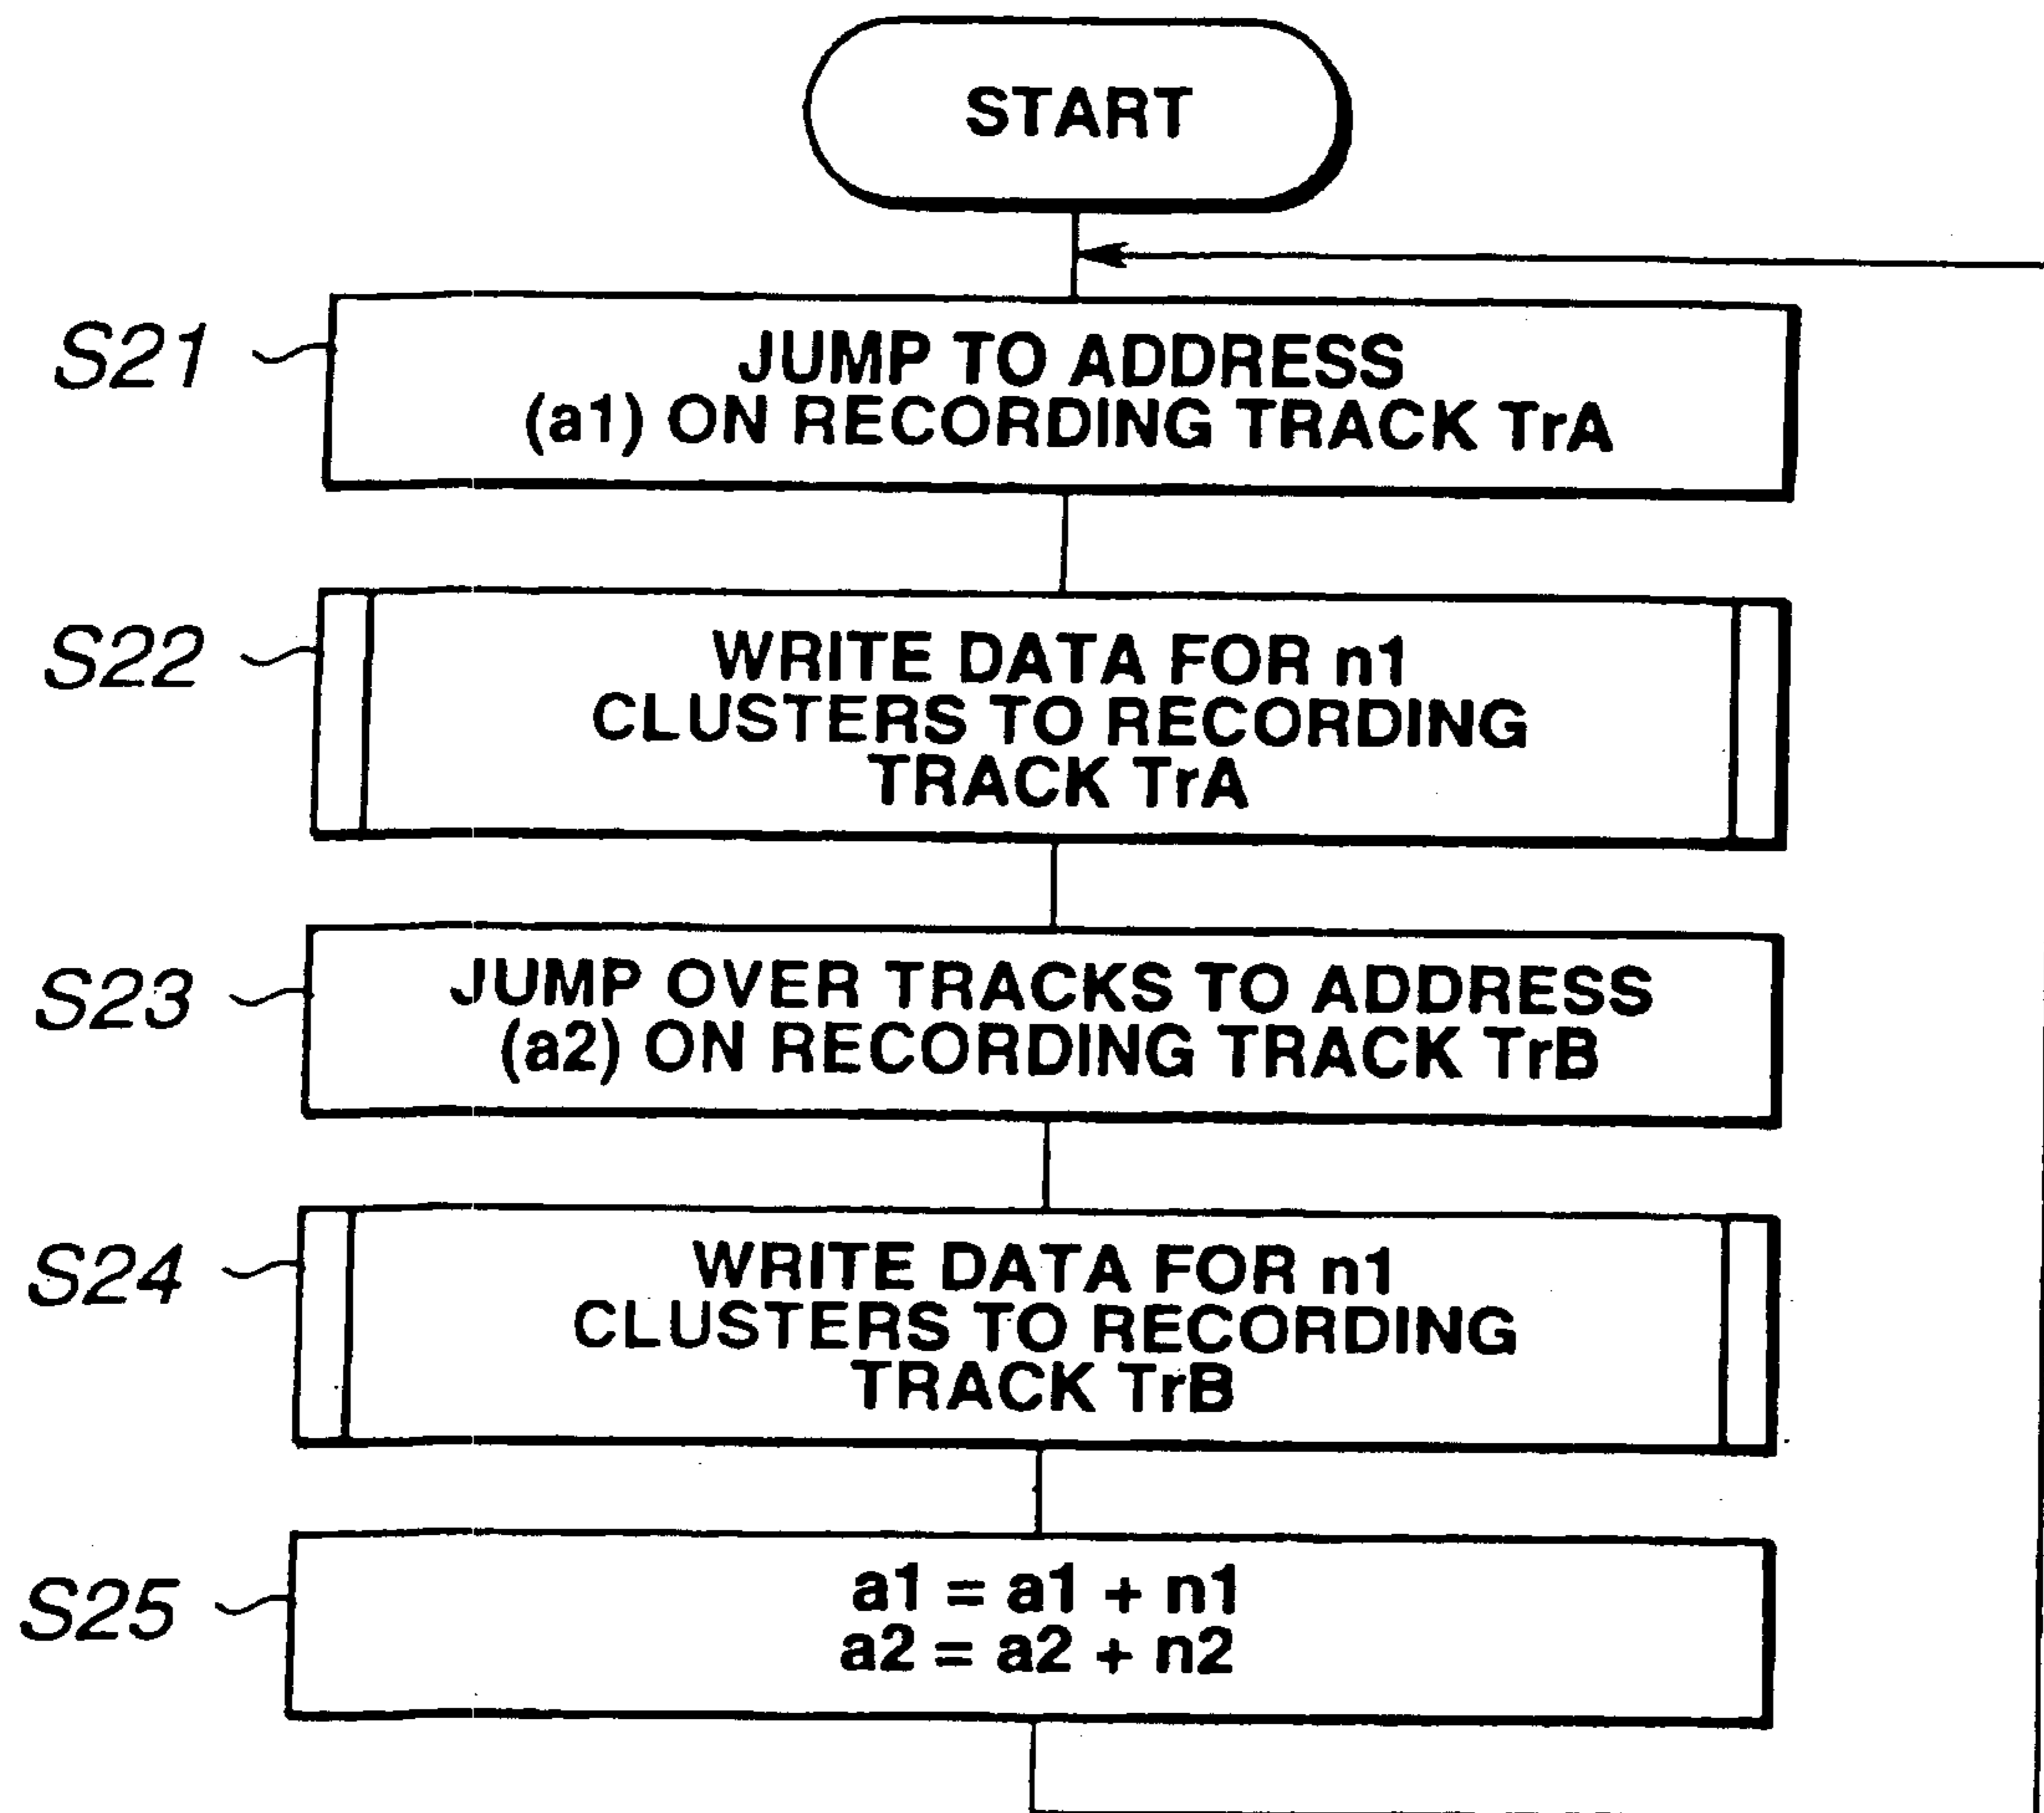 START
S21
JUMP TO ADDRESS
(a1) ON RECORDING TRACK TrA
S22
WRITE DATA FOR n1
CLUSTERS TO RECORDING
TRACK TrA
S23
JUMP OVER TRACKS TO ADDRESS
(a2) ON RECORDING TRACK TrB
S24
WRITE DATA FOR n1
CLUSTERS TO RECORDING
TRACK TrB
S25
a1 = a1 + n1
a2 = a2 + n2